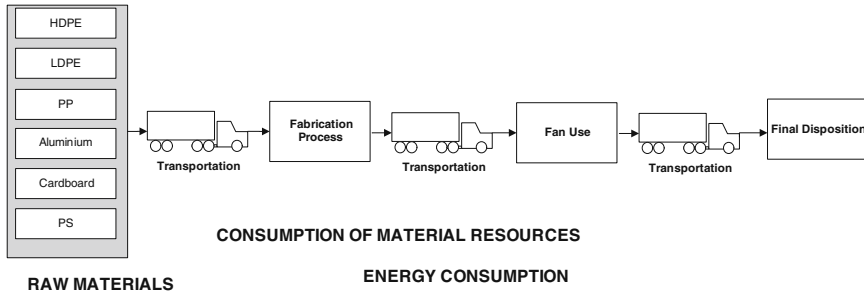 HDPE
LDPE
PP
Aluminium
Cardboard
PS
RAW MATERIALS
Transportation
Fabrication
Process
Transportation
Fan Use
Transportation
Final Disposition
CONSUMPTION OF MATERIAL RESOURCES
ENERGY CONSUMPTION